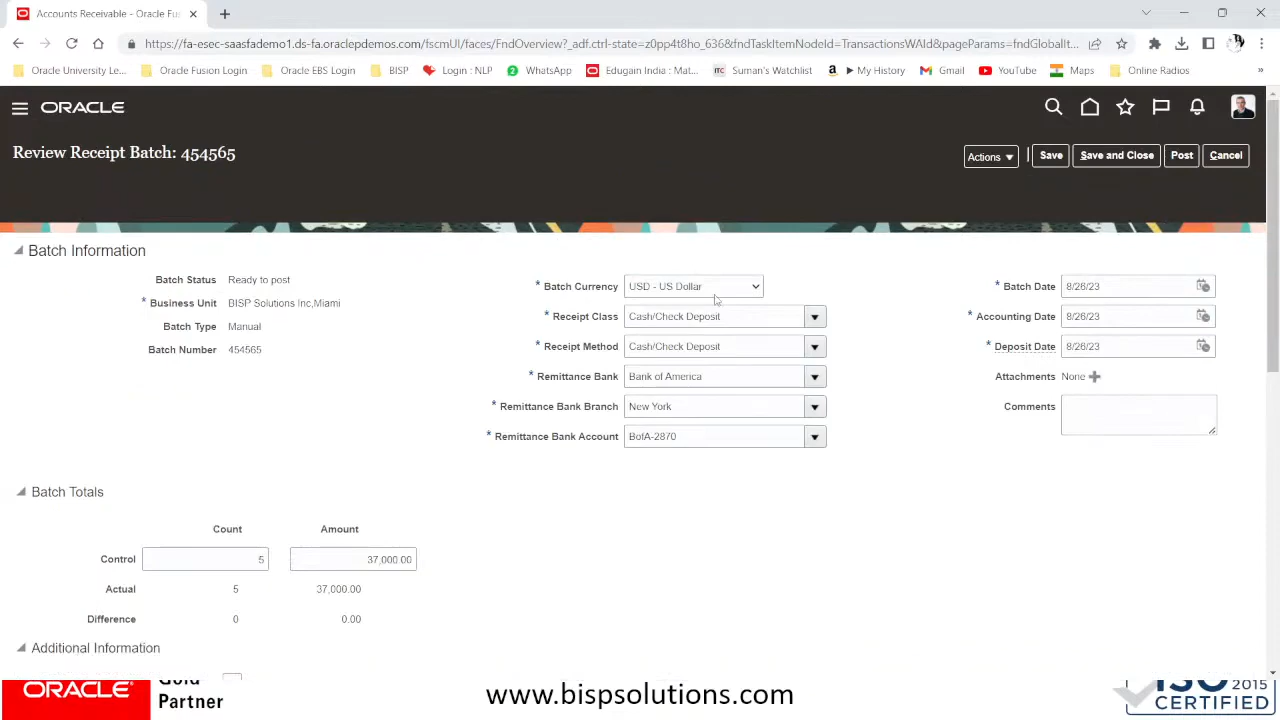 Accounts Receivable - Oracle Fu
https://fa-esec-saasfademo1.ds-fa.oraclepdemos.com/fscmUI/faces/FndOverview?_adf.ctrl-state=z0pp4t8ho_636&fndTaskItemNodeId=TransactionsWAId&pageParams=fndGlobalIt...
Oracle University Le... Oracle Fusion Login Oracle EBS Login BISP Login : NLP WhatsApp Edugain India : Mat... ITC Suman's Watchlist My History Gmail YouTube Maps Online Radios »
ORACLE
Review Receipt Batch: 454565
Actions Save Save and Close Post Cancel
Batch Information
Batch Status Ready to post
* Business Unit BISP Solutions Inc,Miami
Batch Type Manual
Batch Number 454565
* Batch Currency USD - US Dollar
* Receipt Class Cash/Check Deposit
* Receipt Method Cash/Check Deposit
* Remittance Bank Bank of America
* Remittance Bank Branch New York
* Remittance Bank Account BofA-2870
* Batch Date 8/26/23
* Accounting Date 8/26/23
* Deposit Date 8/26/23
Attachments None
Comments
Batch Totals
Count Amount
Control 5 37,000.00
Actual 5 37,000.00
Difference 0 0.00
Additional Information
ORACLE Gold
Partner
www.bispsolutions.com
ISO 2015
CERTIFIED